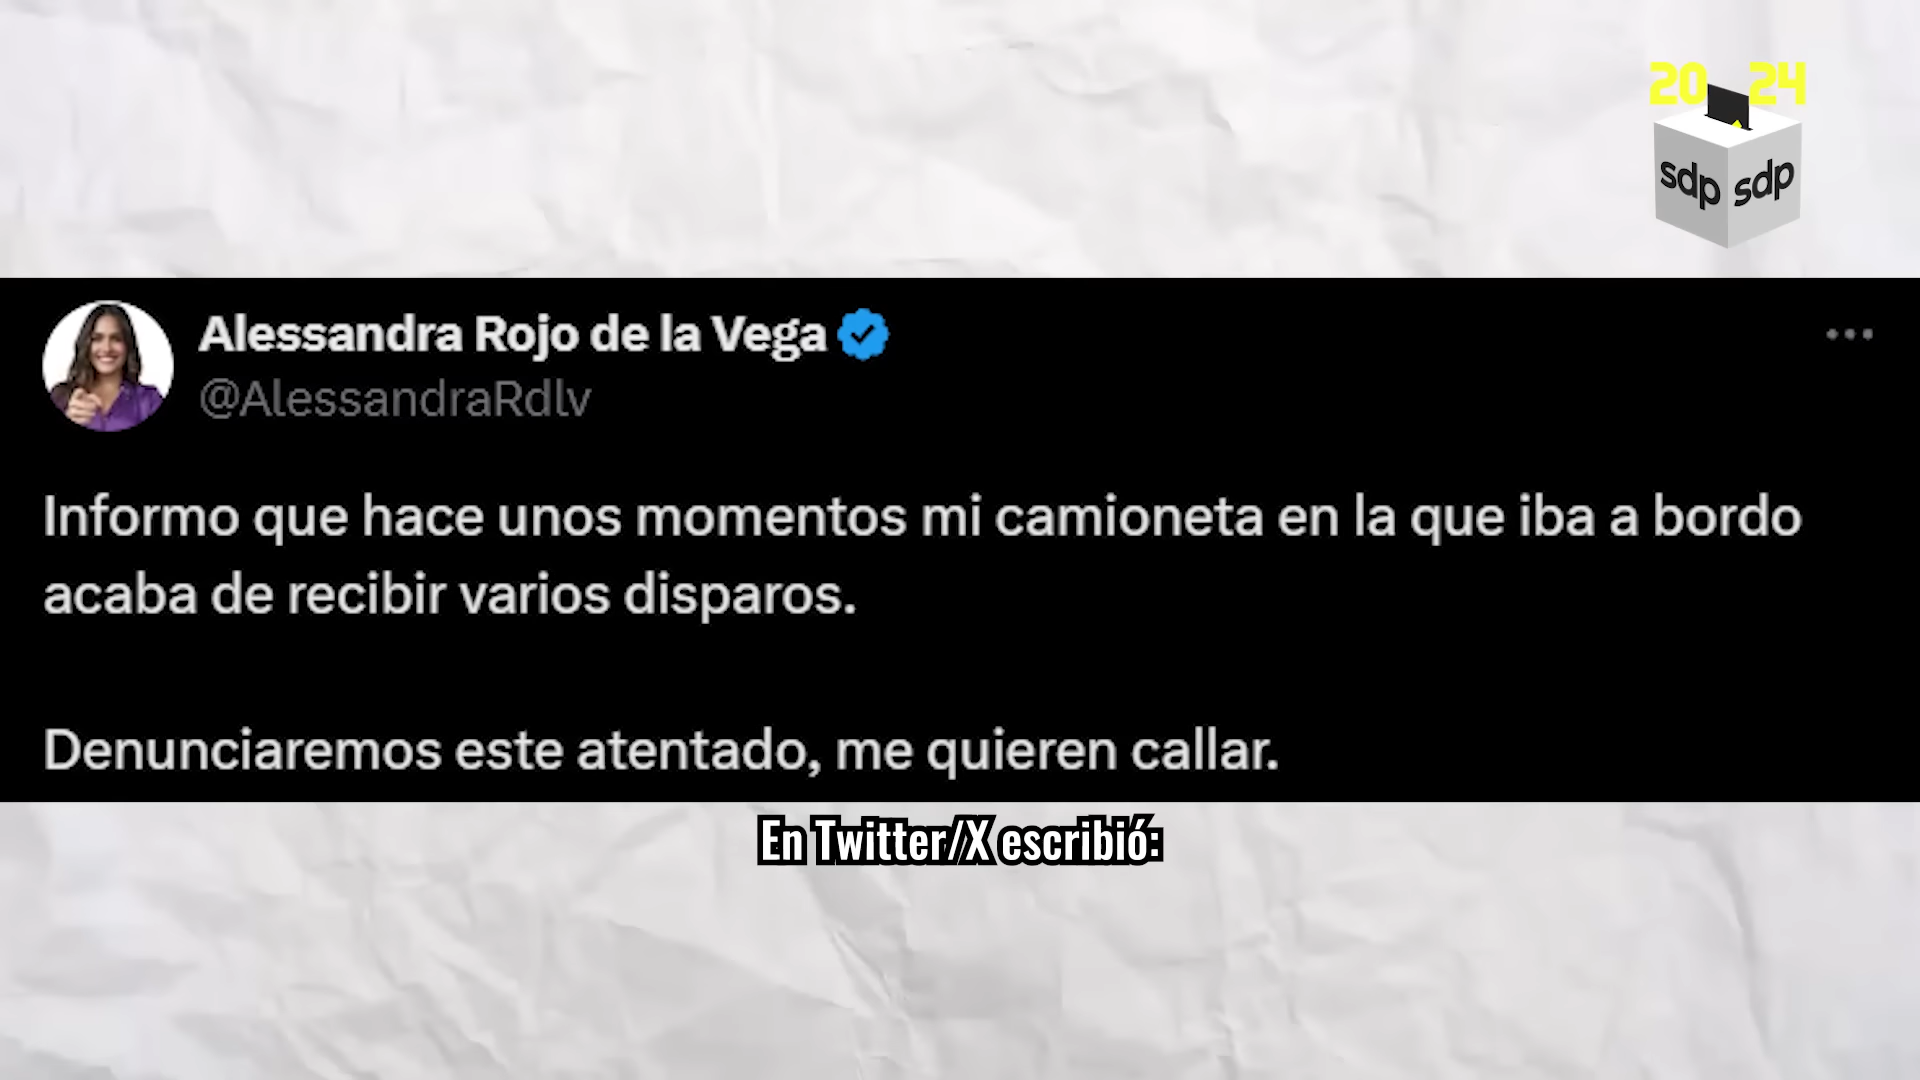 20 24
sdp sdp
Alessandra Rojo de la Vega
@AlessandraRdlv
Informo que hace unos momentos mi camioneta en la que iba a bordo
acaba de recibir varios disparos.
Denunciaremos este atentado, me quieren callar.
En Twitter/X escribió: